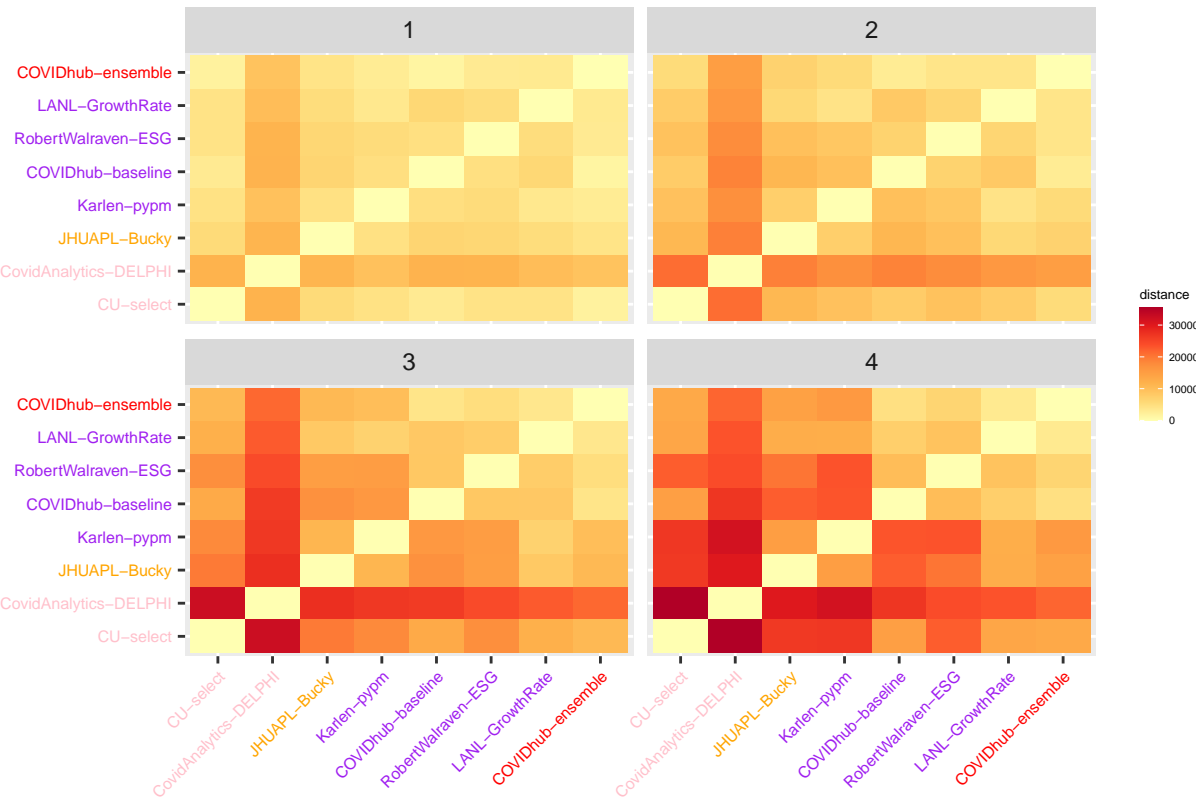 1
2
COVIDhub−ensemble
LANL−GrowthRate
RobertWalraven−ESG
COVIDhub−baseline
Karlen−pypm
JHUAPL−Bucky
CovidAnalytics−DELPHI
CU−select
distance
30000
20000
10000
0
3
4
COVIDhub−ensemble
LANL−GrowthRate
RobertWalraven−ESG
COVIDhub−baseline
Karlen−pypm
JHUAPL−Bucky
CovidAnalytics−DELPHI
CU−select
CU−select
CovidAnalytics−DELPHI
JHUAPL−Bucky
Karlen−pypm
COVIDhub−baseline
RobertWalraven−ESG
LANL−GrowthRate
COVIDhub−ensemble
CU−select
CovidAnalytics−DELPHI
JHUAPL−Bucky
Karlen−pypm
COVIDhub−baseline
RobertWalraven−ESG
LANL−GrowthRate
COVIDhub−ensemble